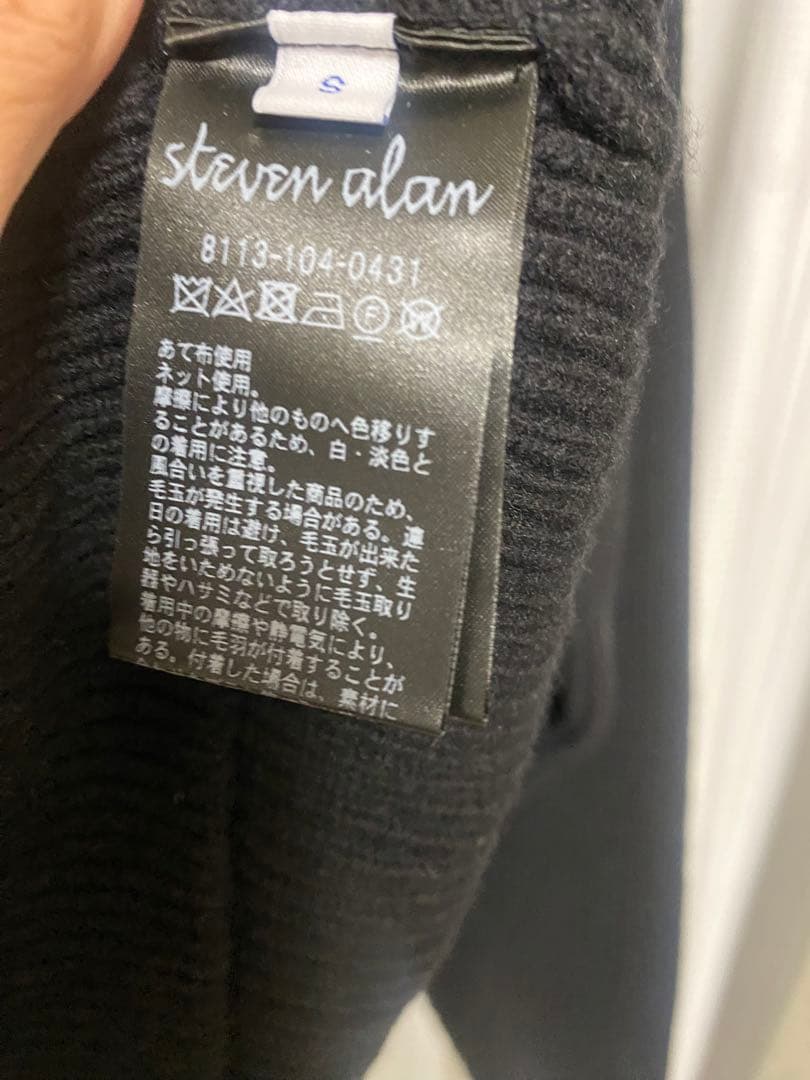 S
steven alan
8113-104-0431
F
W
あて布使用
ネット使用。
摩擦により他のものへ色移りす
ることがあるため、白・淡色と
の着用に注意。
風合いを重視した商品のため、
毛玉が発生する場合がある。連
日の着用は避け、毛玉が出来た
ら引っ張って取ろうとせず、生
地をいためないように毛玉取り
器やハサミなどで取り除く。
着用中の摩擦や静電気により、
他の物に毛羽が付着することが
ある。付着した場合は、素材に